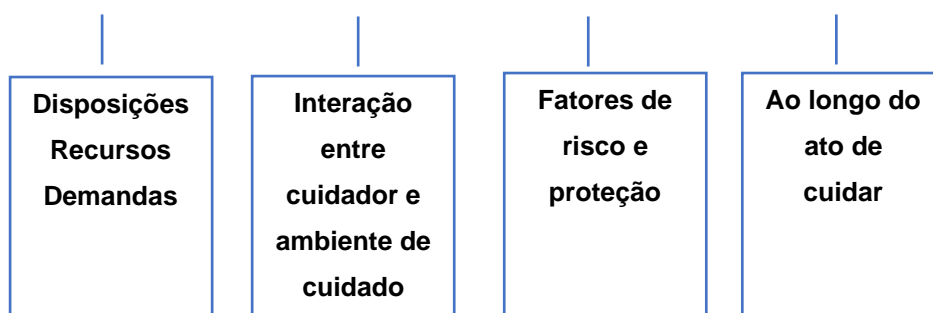 Disposições
Recursos
Demandas
Interação
entre
cuidador e
ambiente de
cuidado
Fatores de
risco e
proteção
Ao longo do
ato de
cuidar